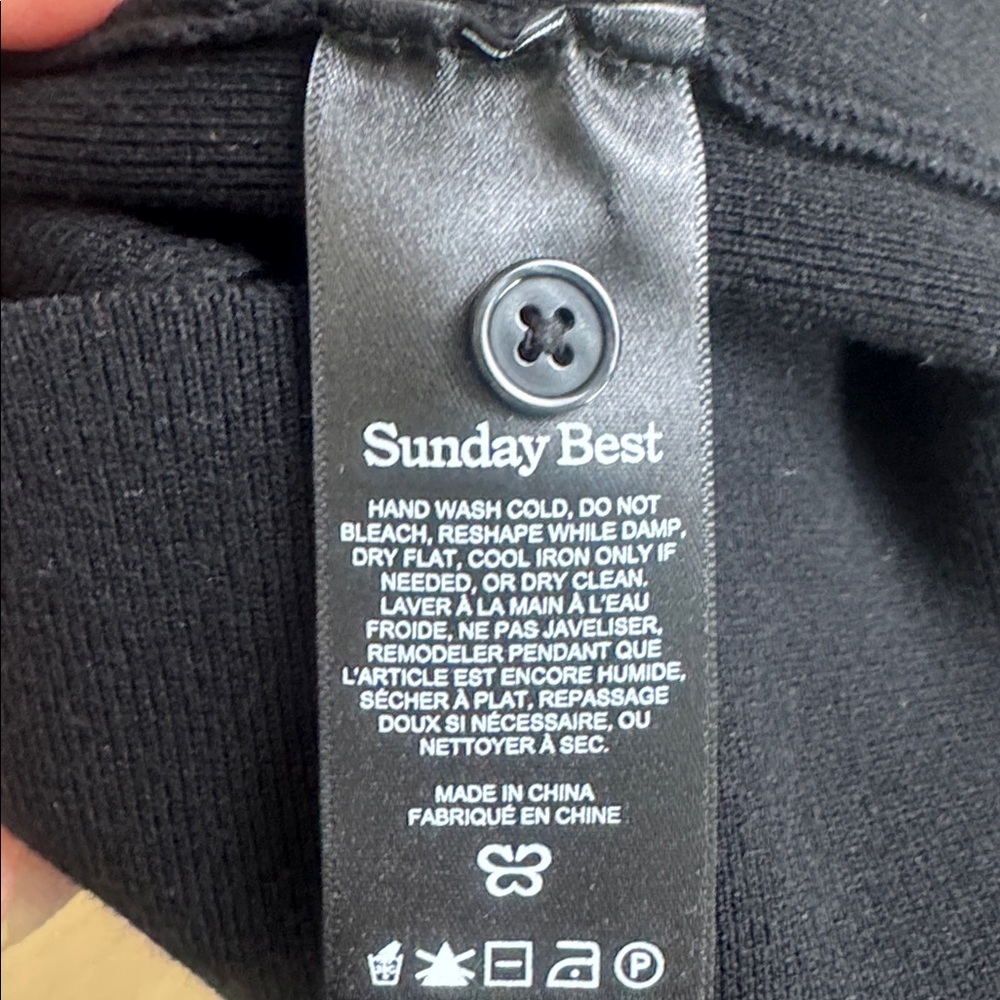 Sunday Best
HAND WASH COLD, DO NOT
BLEACH, RESHAPE WHILE DAMP,
DRY FLAT, COOL IRON ONLY IF
NEEDED, OR DRY CLEAN.
LAVER À LA MAIN À L'EAU
FROIDE, NE PAS JAVELISER,
REMODELER PENDANT QUE
L'ARTICLE EST ENCORE HUMIDE,
SÉCHER À PLAT, REPASSAGE
DOUX SI NÉCESSAIRE, OU
NETTOYER À SEC.
MADE IN CHINA
FABRIQUÉ EN CHINE
P